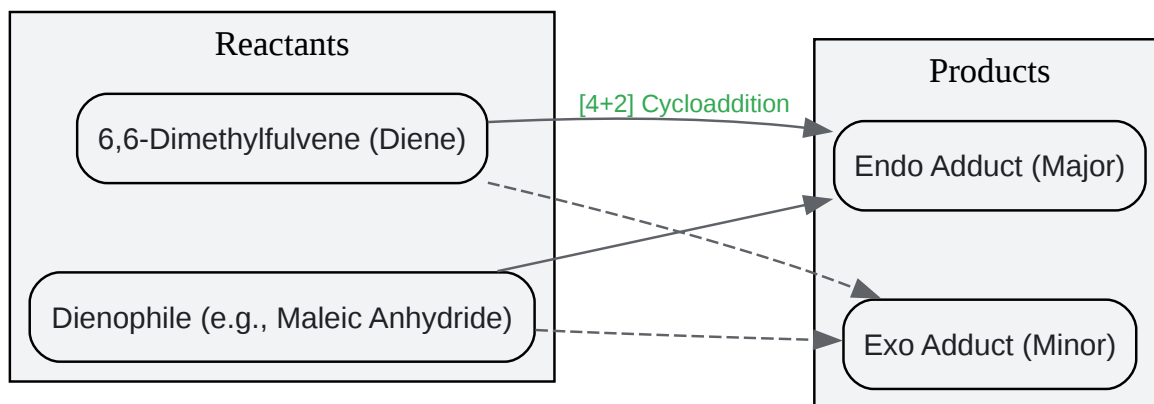 Reactants
6,6-Dimethylfulvene (Diene)
Dienophile (e.g., Maleic Anhydride)
[4+2] Cycloaddition
Products
Endo Adduct (Major)
Exo Adduct (Minor)